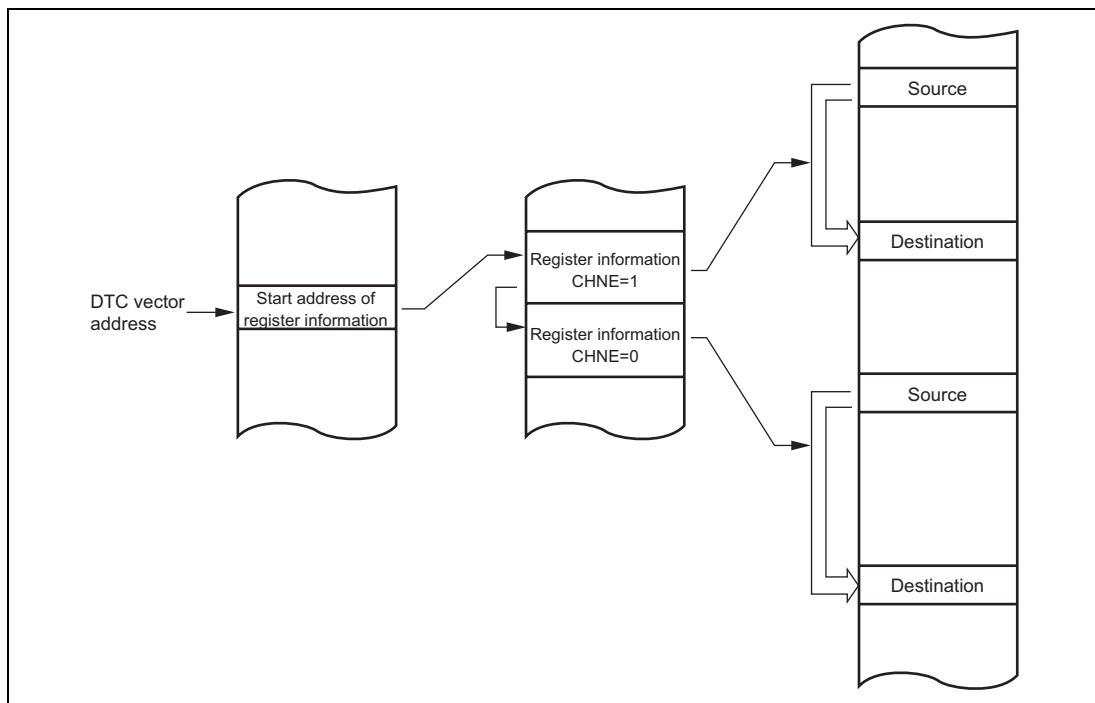 DTC vector
address
Start address of
register information
Register information
CHNE=1
Register information
CHNE=0
Source
Destination
Source
Destination